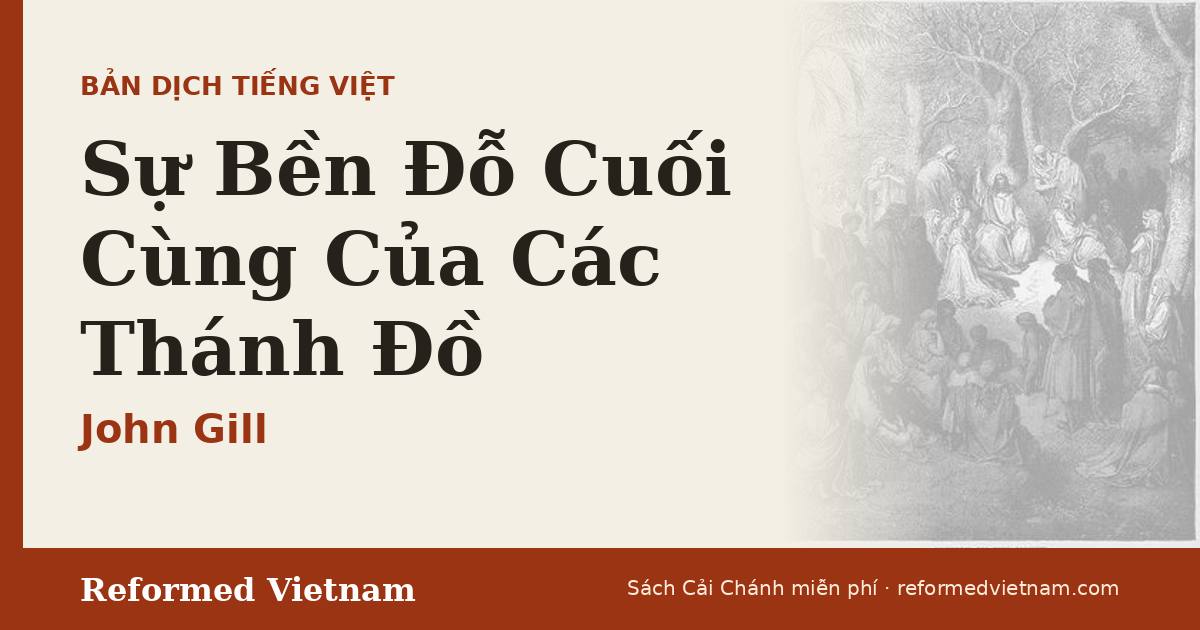 BẢN DỊCH TIẾNG VIỆT
Sự Bền Đỗ Cuối
Cùng Của Các
Thánh Đồ
John Gill
Reformed Vietnam
Sách Cải Chánh miễn phí · reformedvietnam.com